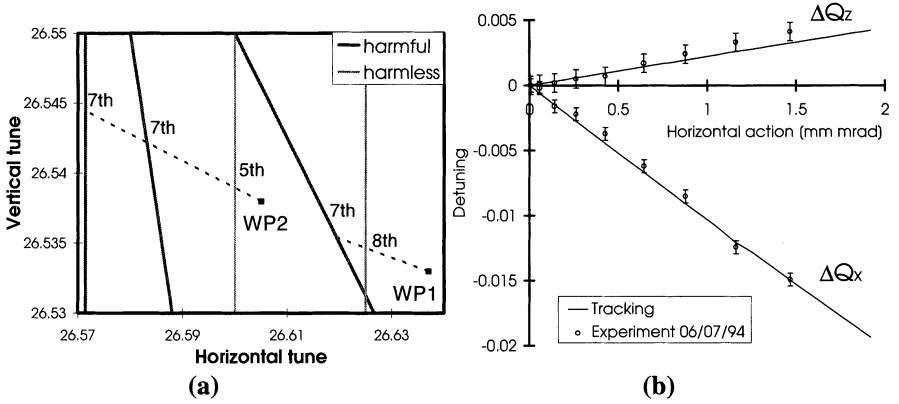 26.55
26.545
26.54
26.535
26.53
Vertical tune
26.57
26.59
26.61
26.63
Horizontal tune
harmful
harmless
7th
7th
5th
WP2
7th
8th
WP1
(a)
0.005
0
-0.005
-0.01
-0.015
-0.02
Detuning
0
0.5
1
1.5
2
Horizontal action (mm mrad)
ΔQz
ΔQx
Tracking
Experiment 06/07/94
(b)